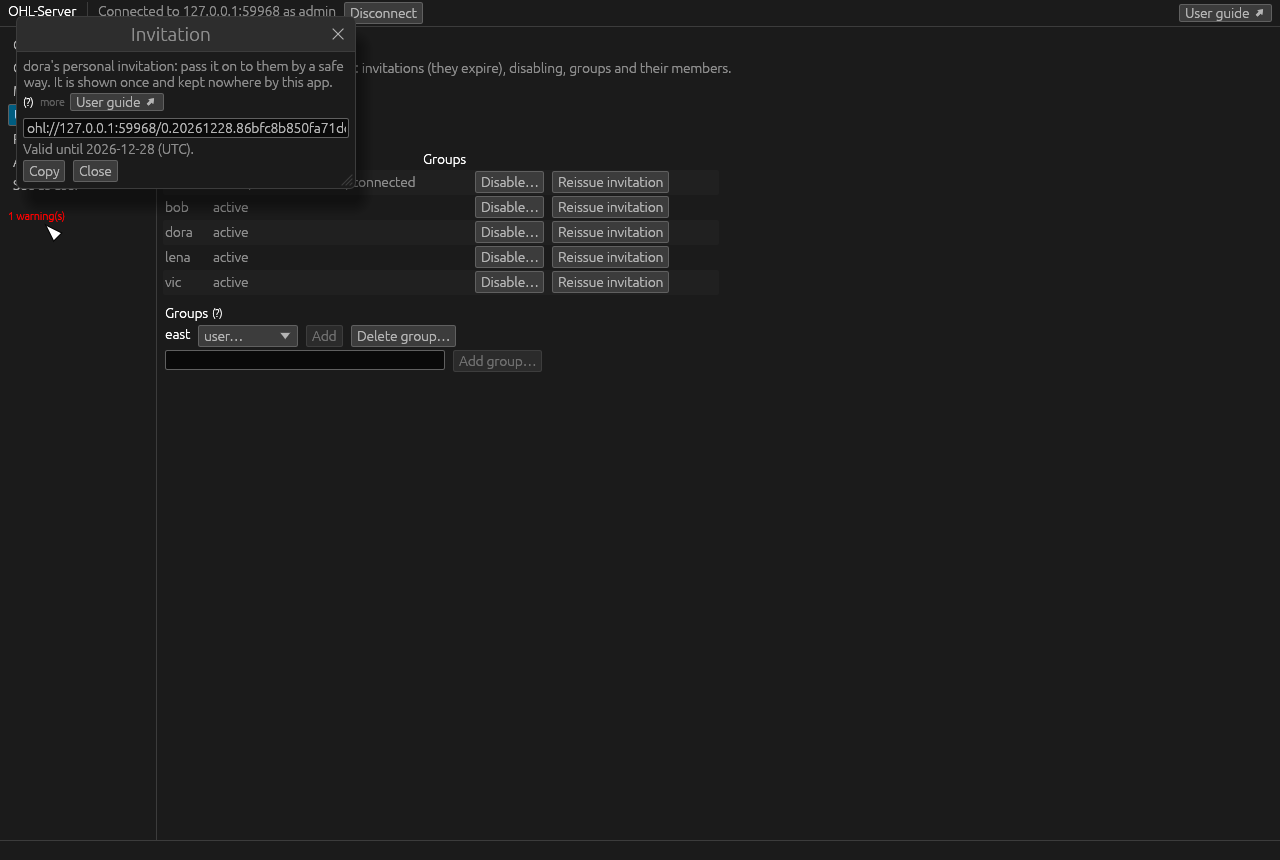 OHL-Server Connected to 127.0.0.1:59968 as admin Disconnect User guide
Invitation
dora's personal invitation: pass it on to them by a safe
way. It is shown once and kept nowhere by this app.
(?) more User guide
ohl://127.0.0.1:59968/0.20261228.86bfc8b850fa71d
Valid until 2026-12-28 (UTC).
Copy Close
invitations (they expire), disabling, groups and their members.
Groups
connected Disable... Reissue invitation
bob active Disable... Reissue invitation
dora active Disable... Reissue invitation
lena active Disable... Reissue invitation
vic active Disable... Reissue invitation
1 warning(s)
Groups (?)
east user... Add Delete group...
Add group...